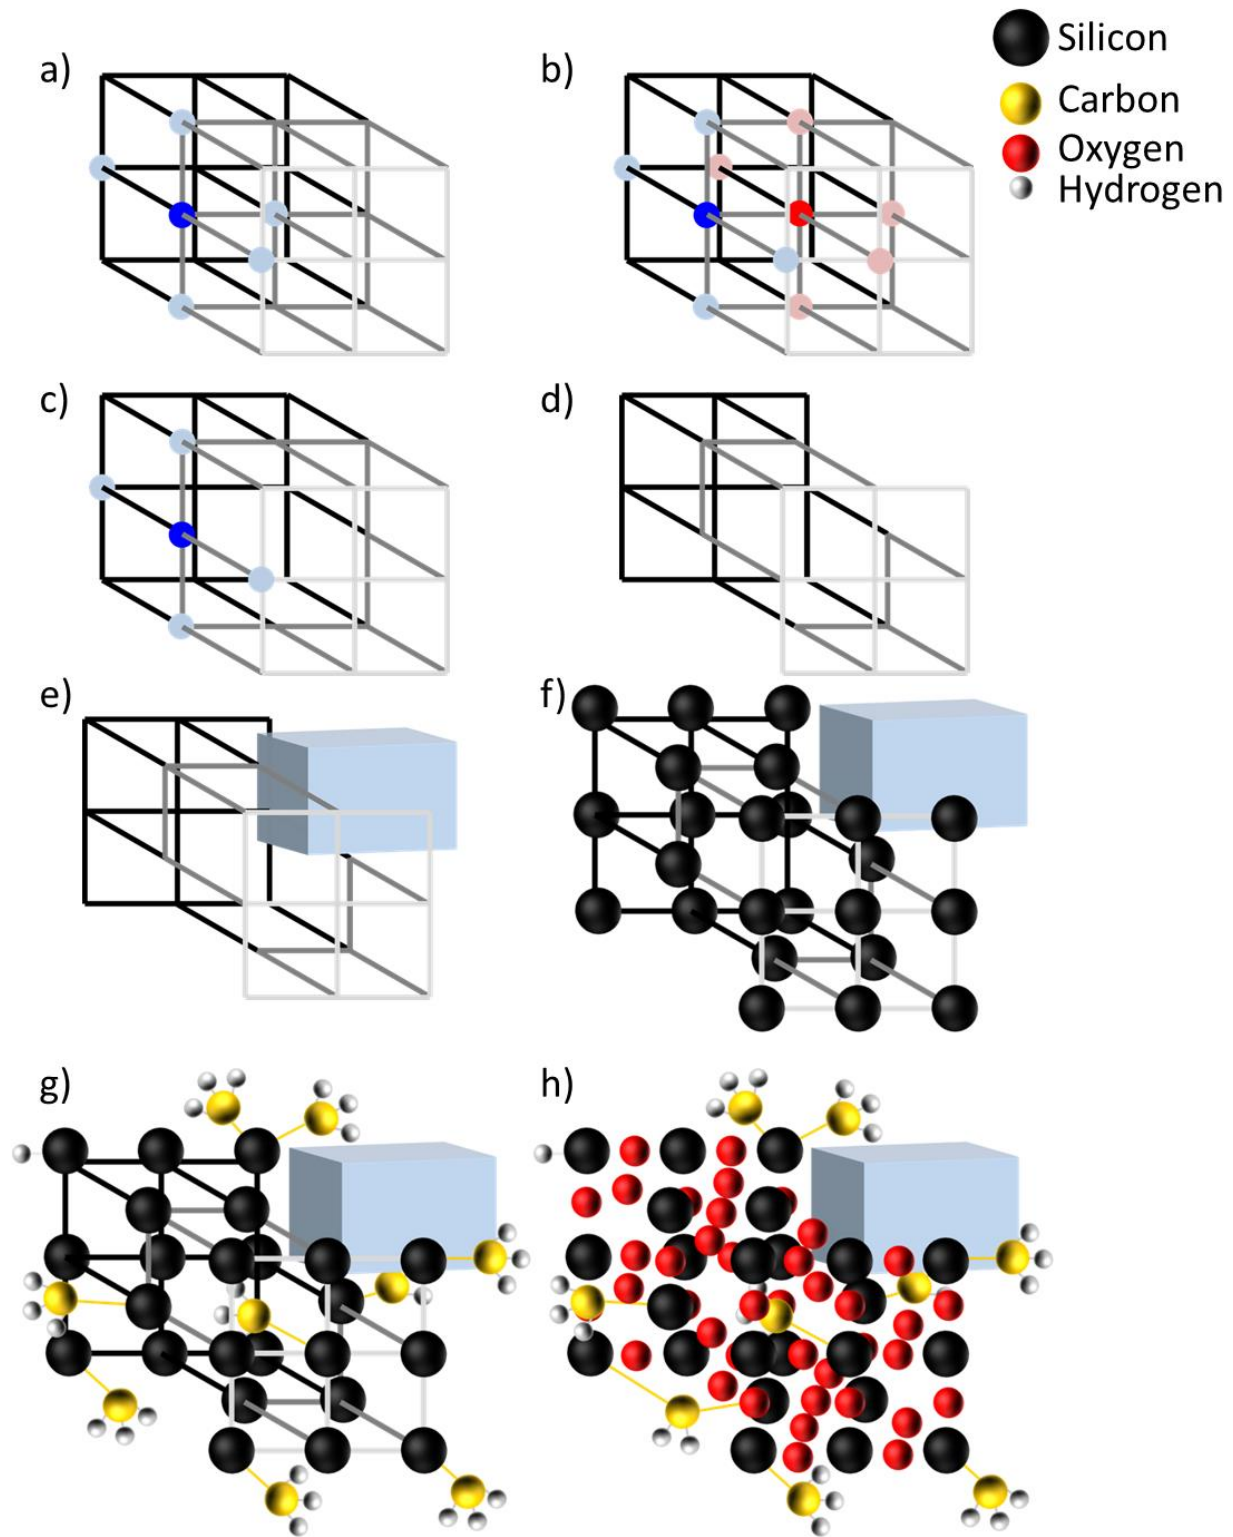 a)
b)
Silicon
Carbon
Oxygen
Hydrogen
c)
d)
e)
f)
g)
h)